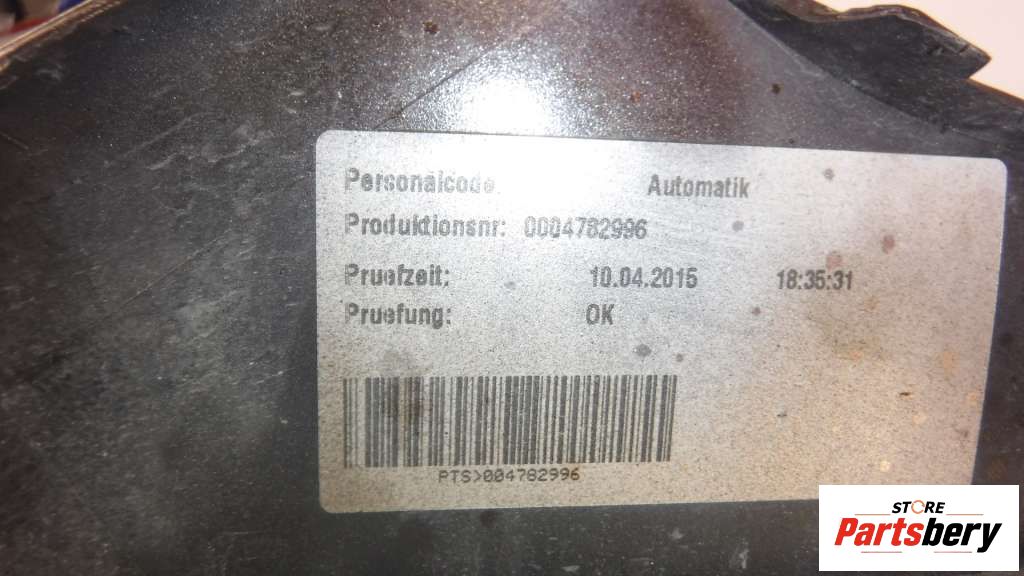 Personalcode: Automatik
Produktionsnr: 0004782996
Pruefzeit: 10.04.2015 18:35:31
Pruefung: OK
PTS>004782996
STORE
Partsbery